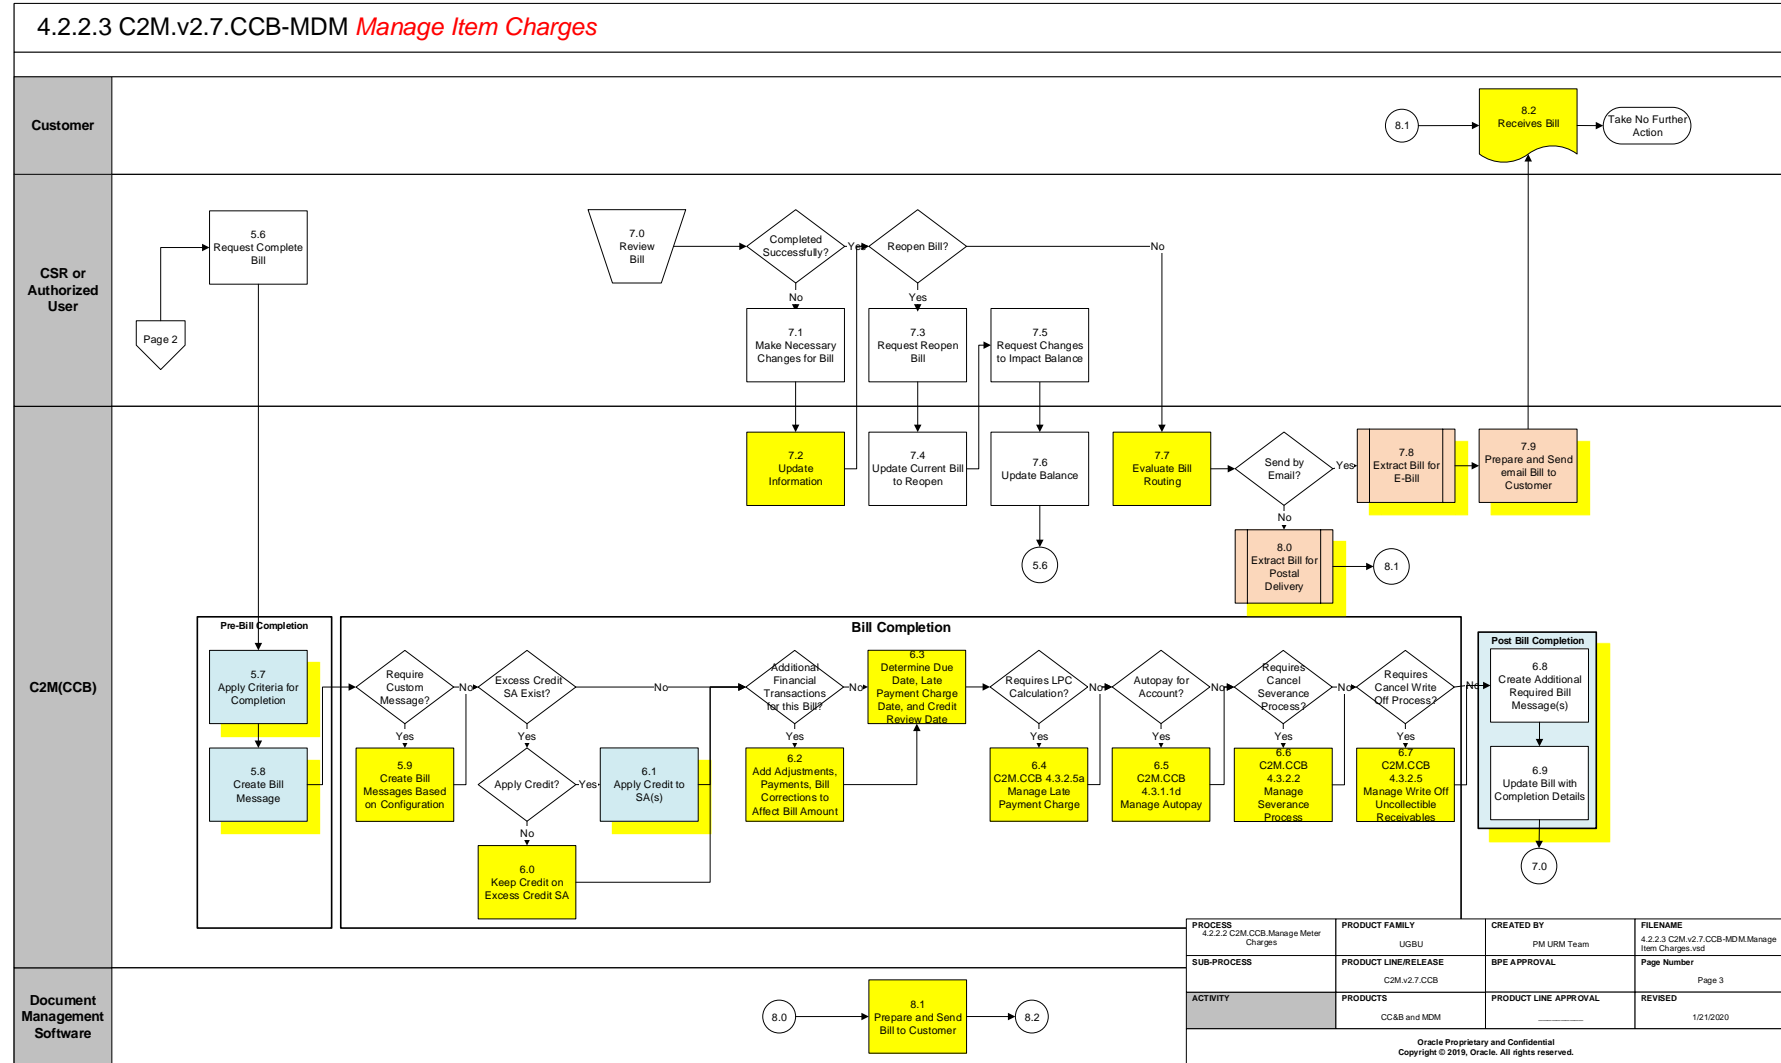 4.2.2.3 C2M.v2.7.CCB-MDM Manage Item Charges
Customer
8.1
8.2
Receives Bill
Take No Further
Action
CSR or
Authorized
User
Page 2
5.6
Request Complete
Bill
7.0
Review
Bill
Completed
Successfully?
Yes
No
Reopen Bill?
No
Yes
7.1
Make Necessary
Changes for Bill
7.3
Request Reopen
Bill
7.5
Request Changes
to Impact Balance
C2M(CCB)
7.2
Update
Information
7.4
Update Current Bill
to Reopen
7.6
Update Balance
5.6
7.7
Evaluate Bill
Routing
Send by
Email?
Yes
No
7.8
Extract Bill for
E-Bill
7.9
Prepare and Send
email Bill to
Customer
8.0
Extract Bill for
Postal
Delivery
8.1
Pre-Bill Completion
5.7
Apply Criteria for
Completion
5.8
Create Bill
Message
Bill Completion
Require
Custom
Message?
No
Yes
5.9
Create Bill
Messages Based
on Configuration
Excess Credit
SA Exist?
No
Yes
Apply Credit?
Yes
No
6.0
Keep Credit on
Excess Credit SA
6.1
Apply Credit to
SA(s)
Additional
Financial
Transactions
for this Bill?
No
Yes
6.2
Add Adjustments,
Payments, Bill
Corrections to
Affect Bill Amount
6.3
Determine Due
Date, Late
Payment Charge
Date, and Credit
Review Date
Requires LPC
Calculation?
No
Yes
6.4
C2M.CCB 4.3.2.5a
Manage Late
Payment Charge
Autopay for
Account?
No
Yes
6.5
C2M.CCB
4.3.1.1d
Manage Autopay
Requires
Cancel
Severance
Process?
No
Yes
6.6
C2M.CCB
4.3.2.2
Manage
Severance
Process
Requires
Cancel Write
Off Process?
No
Yes
6.7
C2M.CCB
4.3.2.5
Manage Write Off
Uncollectible
Receivables
Post Bill Completion
6.8
Create Additional
Required Bill
Message(s)
6.9
Update Bill with
Completion Details
7.0
Document
Management
Software
8.0
8.1
Prepare and Send
Bill to Customer
8.2
PROCESS
4.2.2.2 C2M.CCB.Manage Meter
Charges
PRODUCT FAMILY
UGBU
CREATED BY
PM URM Team
FILENAME
4.2.2.3 C2M.v2.7.CCB-MDM.Manage
Item Charges.vsd
SUB-PROCESS
PRODUCT LINE/RELEASE
C2M.v2.7.CCB
BPE APPROVAL
Page Number
Page 3
ACTIVITY
PRODUCTS
CC&B and MDM
PRODUCT LINE APPROVAL
REVISED
1/21/2020
Oracle Proprietary and Confidential
Copyright © 2019, Oracle. All rights reserved.